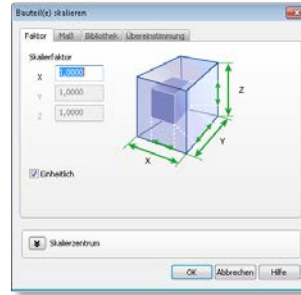 Bauteil(e) skalieren
Faktor Maß Bibliothek Übereinstimmung
Skalierfaktor
X 1,0000
Y 1,0000
Z 1,0000
Z
Y
X
Einheitlich
Skalierzentrum
OK Abbrechen Hilfe